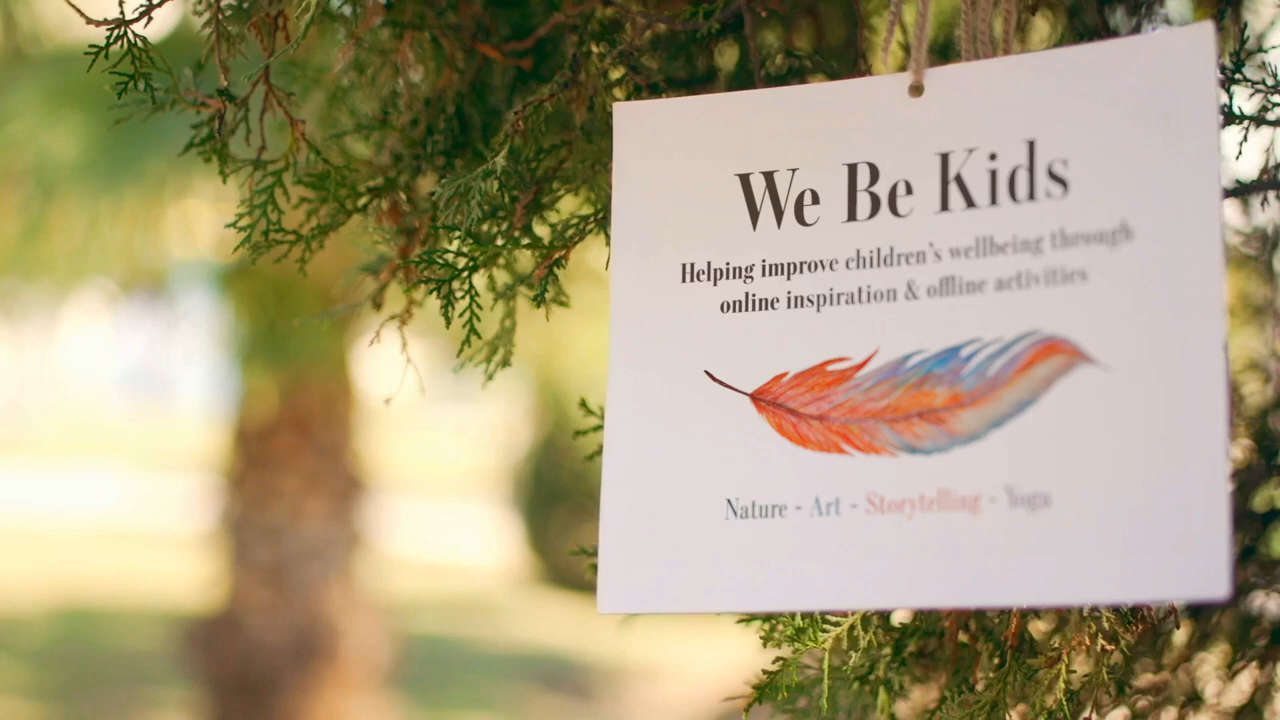 We Be Kids
Helping improve children's wellbeing through
online inspiration & offline activities
Nature - Art - Storytelling - Yoga